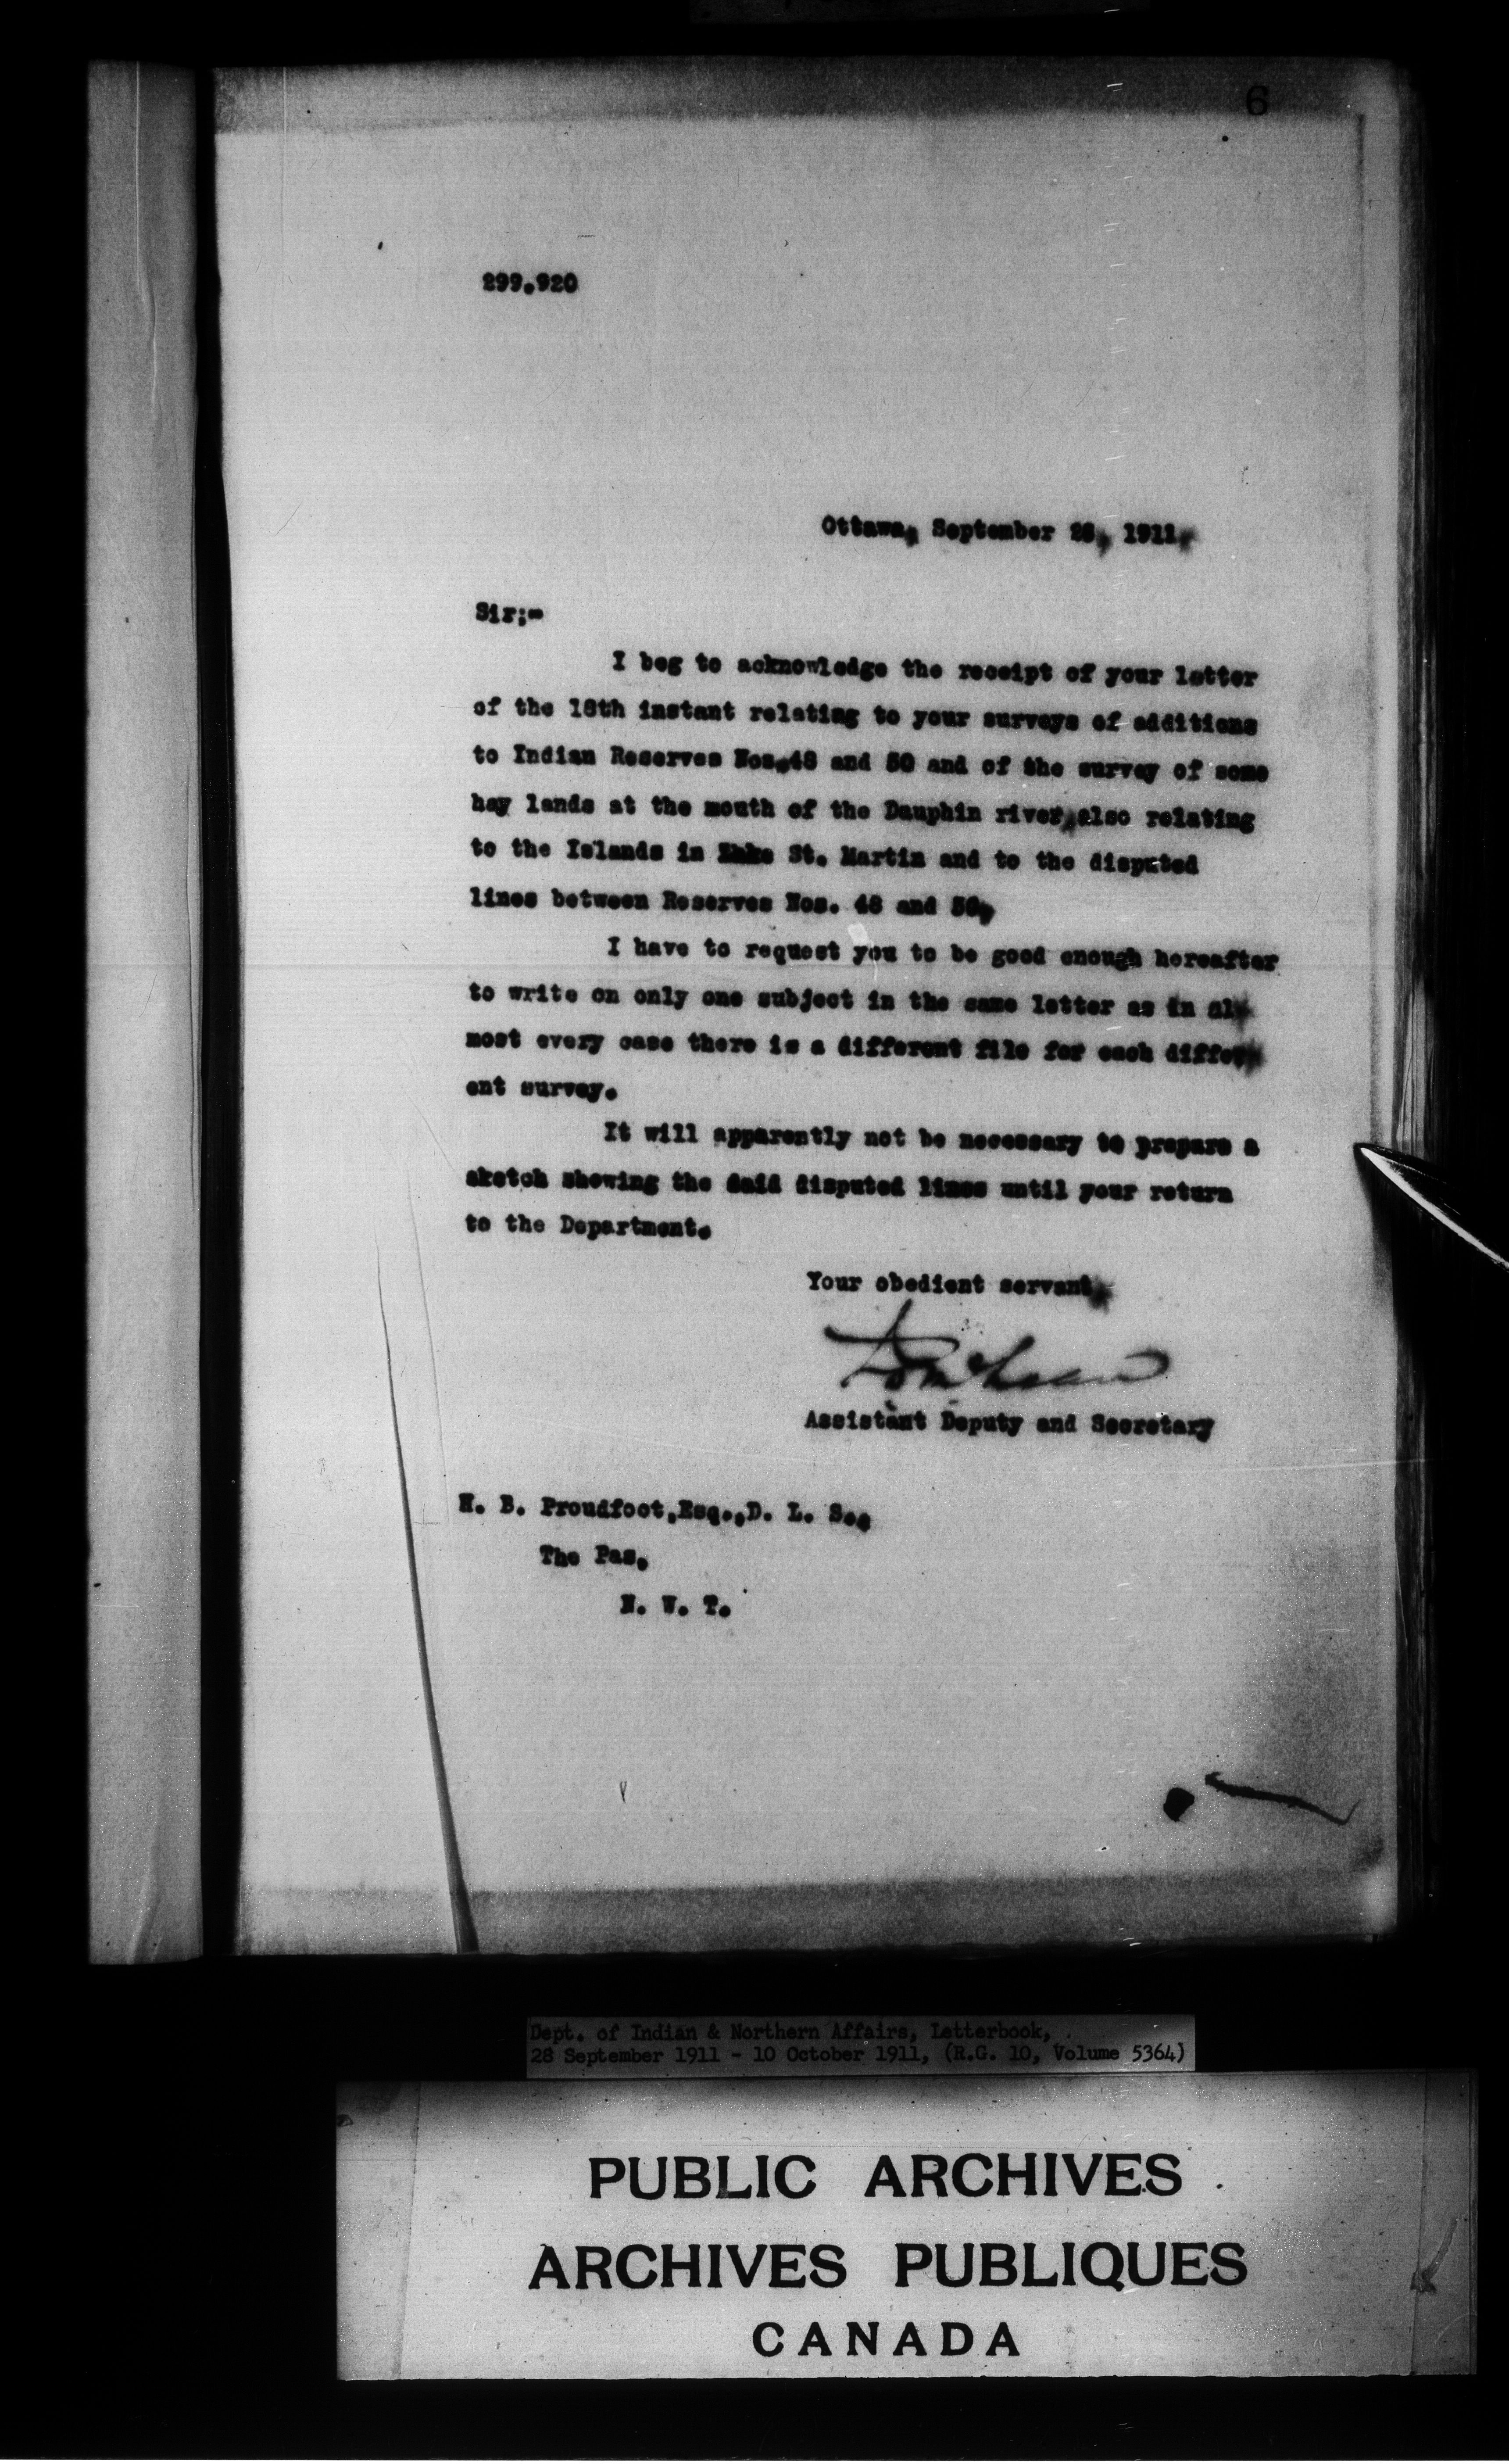 6
299,920
Ottawa, September 28, 1911.
Sir;-
I beg to acknowledge the receipt of your letter
of the 18th instant relating to your surveys of additions
to Indian Reserves Nos. 48 and 50 and of the survey of some
hay lands at the mouth of the Dauphin river, also relating
to the Islands in St. Martin and to the disputed
lines between Reserves Nos. 48 and 50,
I have to request you to be good enough hereafter
to write on only one subject in the same letter as in al-
most every case there is a different file for each differ-
ent survey.
It will apparently not be necessary to prepare a
sketch showing the said disputed lines until your return
to the Department.
Your obedient servant,
Assistant Deputy and Secretary
H. B. Proudfoot, Esq., D. L. S.,
The Pas,
N. W. T.
Dept. of Indian & Northern Affairs, Letterbook,
28 September 1911 - 10 October 1911, (R.G. 10, Volume 5364)
PUBLIC ARCHIVES
ARCHIVES PUBLIQUES
CANADA